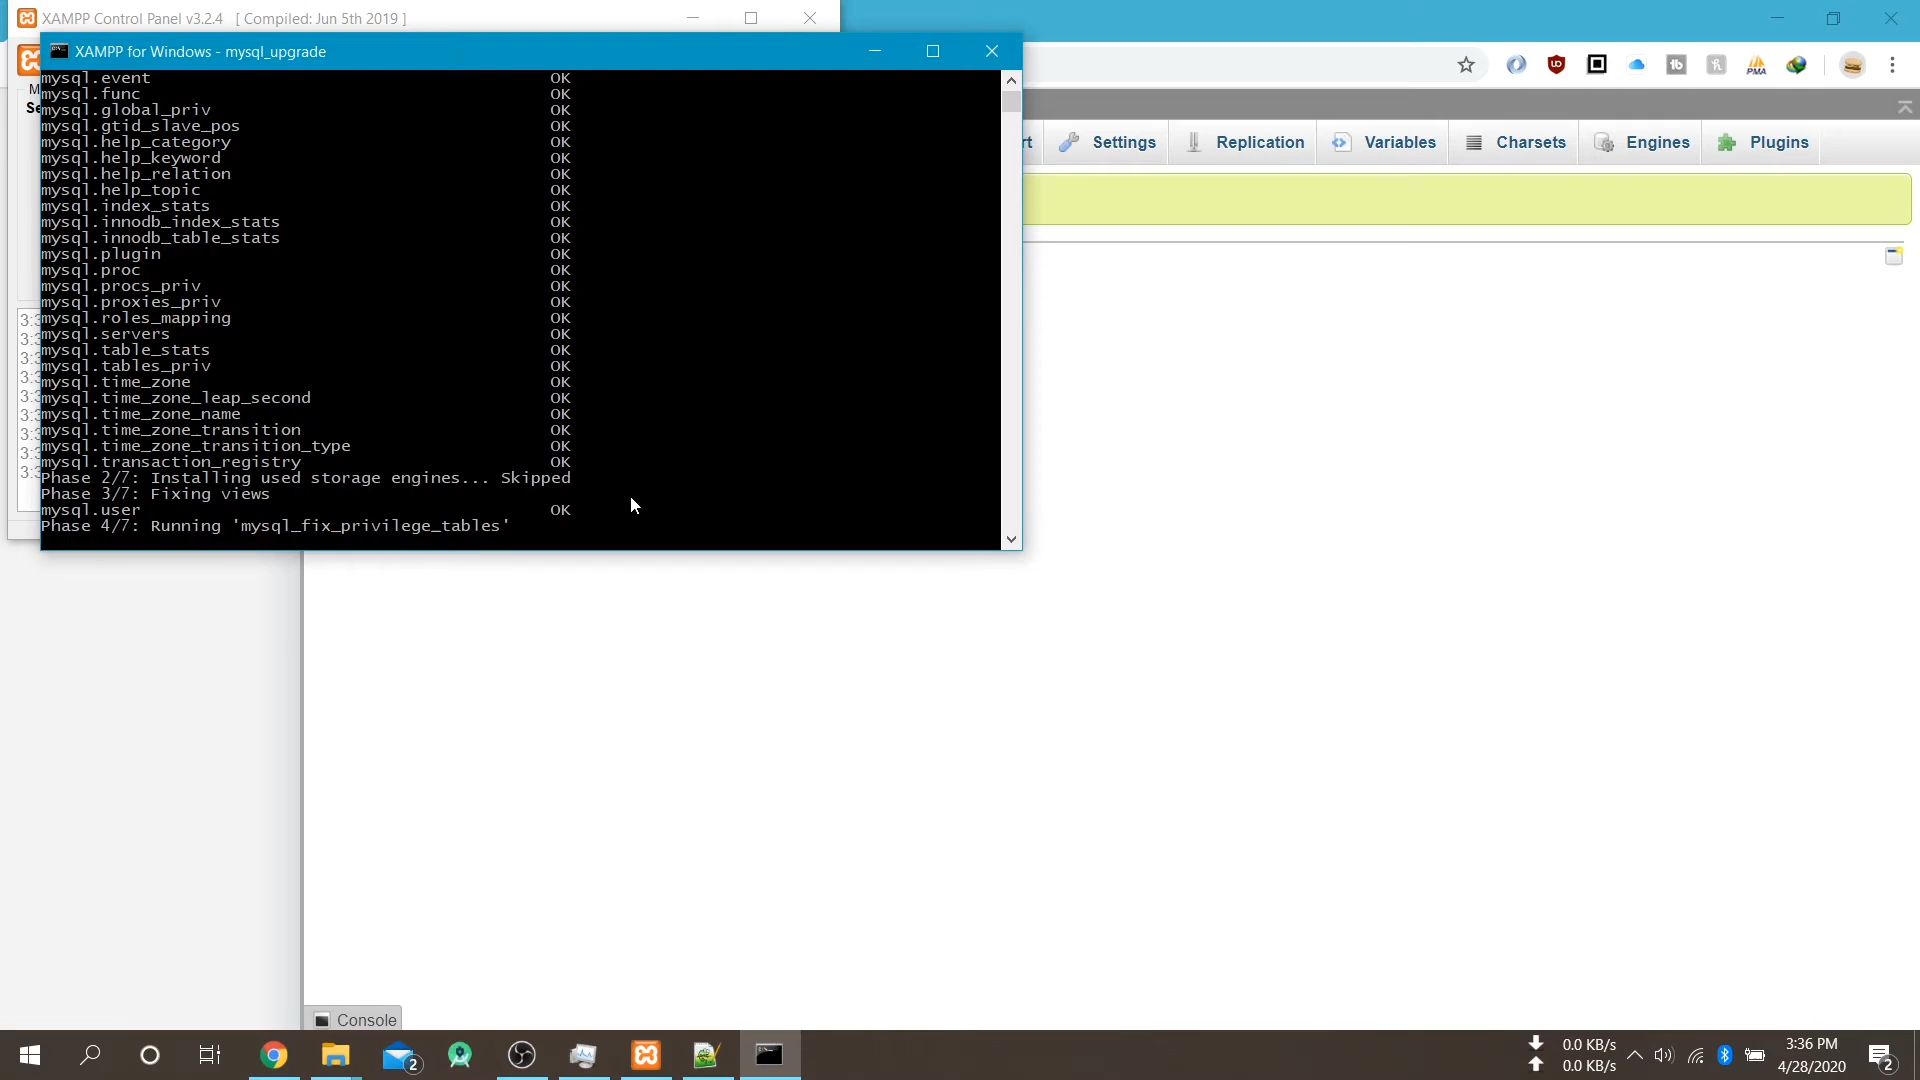 XAMPP Control Panel v3.2.4 [ Compiled: Jun 5th 2019 ]
XAMPP for Windows - mysql_upgrade
mysql.event OK
mysql.func OK
mysql.global_priv OK
mysql.gtid_slave_pos OK
mysql.help_category OK
mysql.help_keyword OK
mysql.help_relation OK
mysql.help_topic OK
mysql.index_stats OK
mysql.innodb_index_stats OK
mysql.innodb_table_stats OK
mysql.plugin OK
mysql.proc OK
mysql.procs_priv OK
mysql.proxies_priv OK
mysql.roles_mapping OK
mysql.servers OK
mysql.table_stats OK
mysql.tables_priv OK
mysql.time_zone OK
mysql.time_zone_leap_second OK
mysql.time_zone_name OK
mysql.time_zone_transition OK
mysql.time_zone_transition_type OK
mysql.transaction_registry OK
Phase 2/7: Installing used storage engines... Skipped
Phase 3/7: Fixing views
mysql.user OK
Phase 4/7: Running 'mysql_fix_privilege_tables'
rt Settings Replication Variables Charsets Engines Plugins
Console
0.0 KB/s
0.0 KB/s
3:36 PM
4/28/2020
2
2